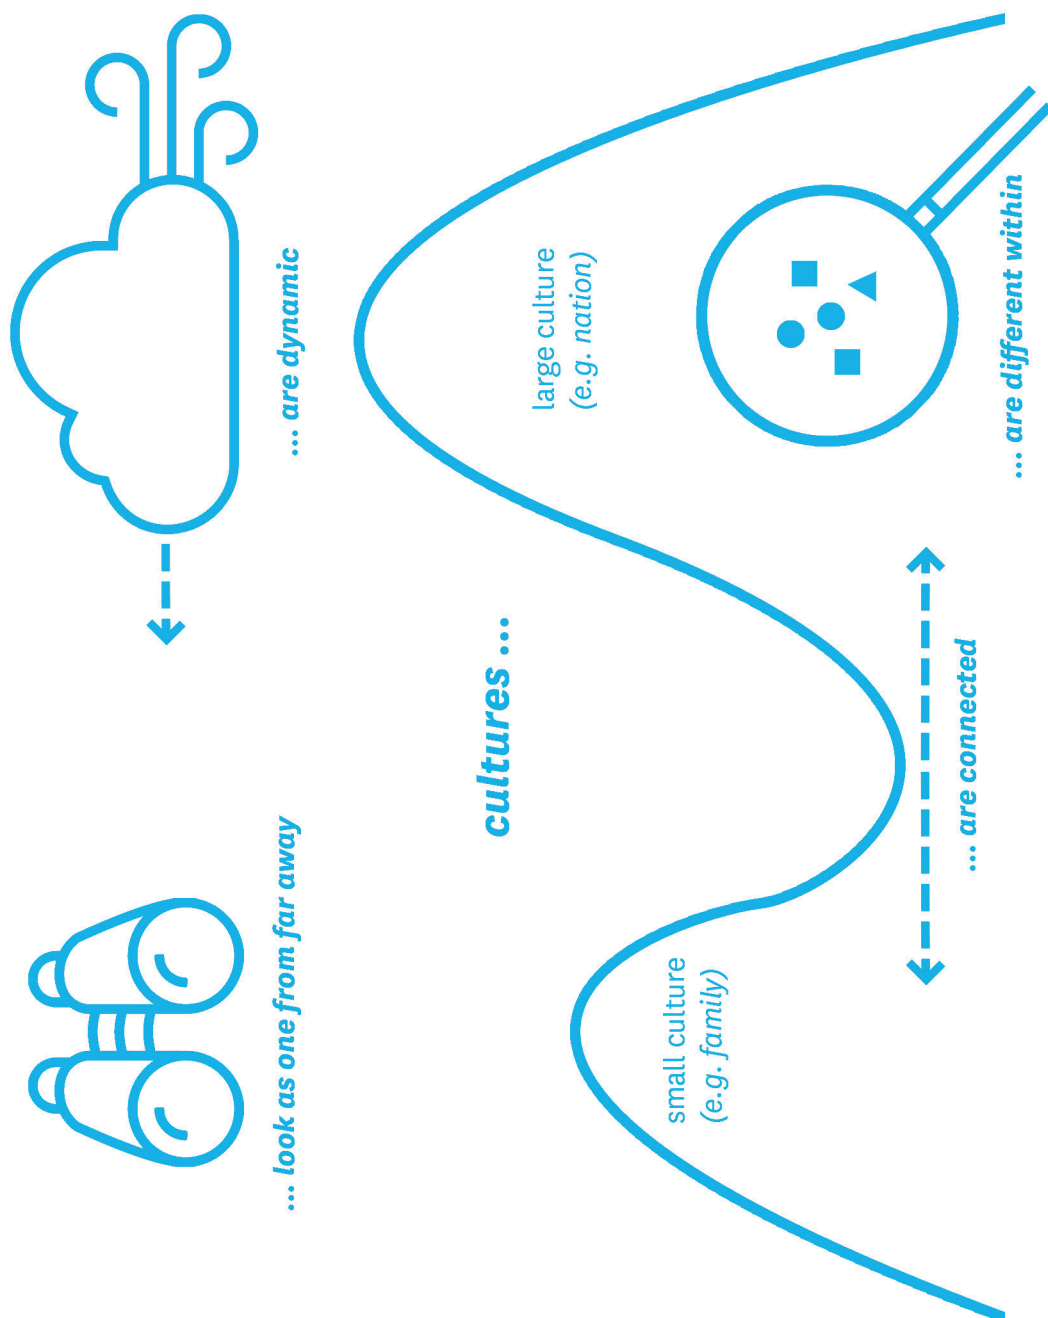 ... look as one from far away
... are dynamic
cultures ...
large culture
(e.g. nation)
small culture
(e.g. family)
... are connected
... are different within